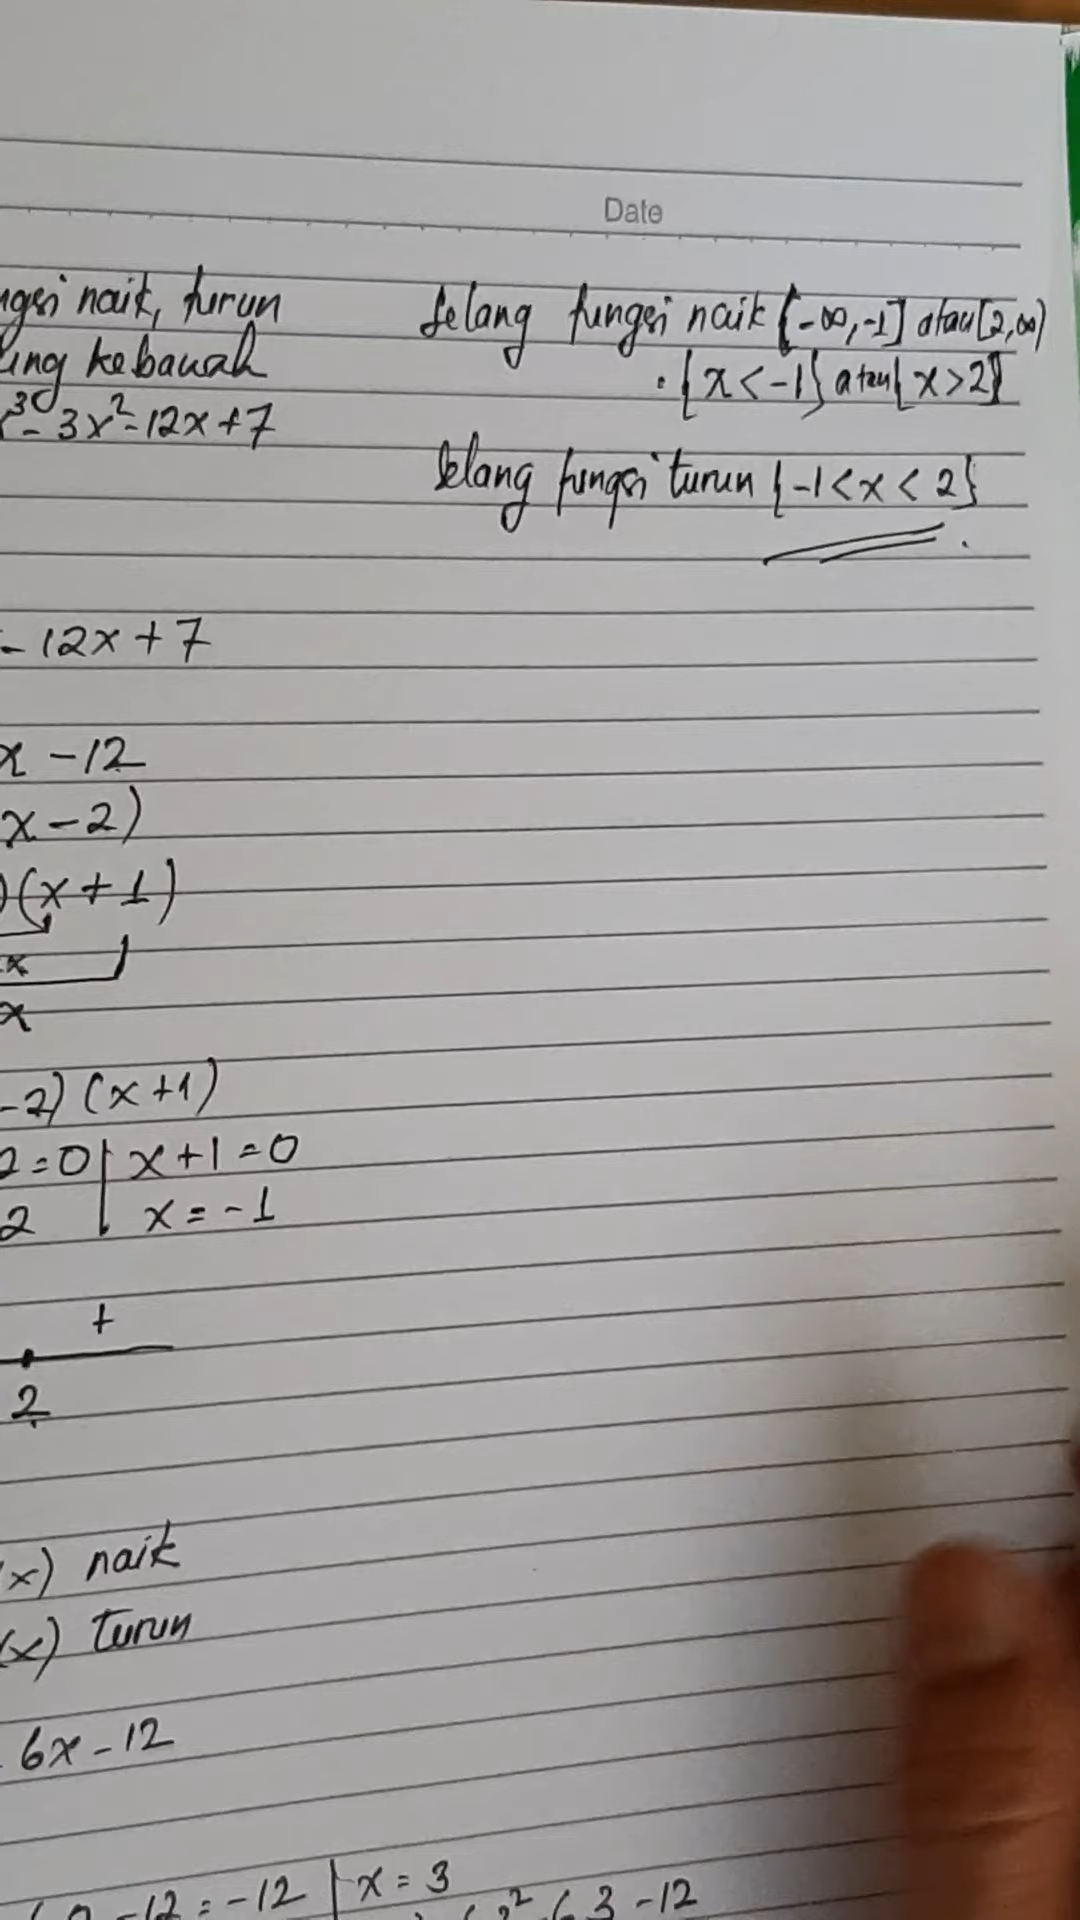 Date
ngsi naik, turun
ung kebawah
³- 3x² - 12x + 7
Selang fungsi naik [-∞, -1] atau [2, ∞)
· {x < -1} atau {x > 2}
Selang fungsi turun {-1 < x < 2}
- 12x + 7
x - 12
x - 2)
)(x + 1)
x
x
-2) (x+1)
2 = 0 | x + 1 = 0
2 | x = -1
+
2
(x) naik
(x) Turun
6x - 12
- 12 = -12 | x = 3
3 - 12